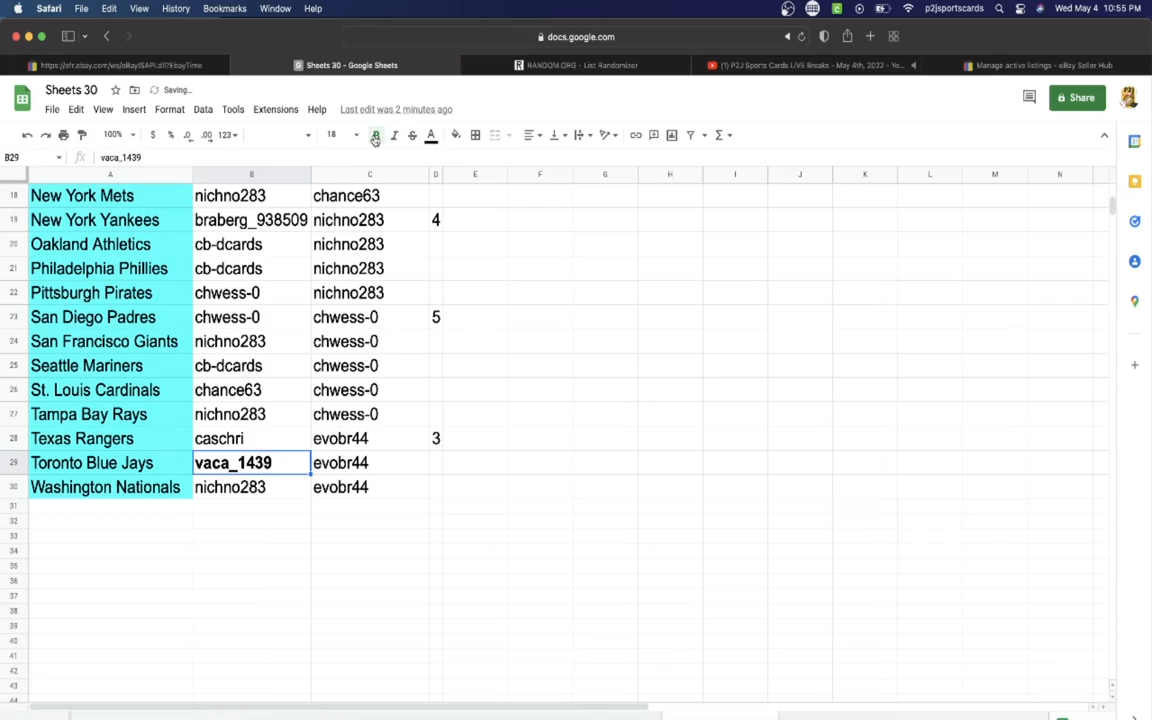 Safari File Edit View History Bookmarks Window Help p2jsportscards Wed May 4 10:55 PM
docs.google.com
https://ofr.ebay.com/ws/eBayISAPI.dll?EbayTime Sheets 30 - Google Sheets RANDOM.ORG - List Randomizer (1) P2J Sports Cards LIVE Breaks - May 4th, 2022 - Yo... Manage active listings - eBay Seller Hub
Sheets 30 Saving...
File Edit View Insert Format Data Tools Extensions Help Last edit was 2 minutes ago Share
100% $ % .0 .00 123 18 B I S A
B29 fx vaca_1439
A B C D E F G H I J K L M N
18 New York Mets nichno283 chance63
19 New York Yankees braberg_938509 nichno283 4
20 Oakland Athletics cb-dcards nichno283
21 Philadelphia Phillies cb-dcards nichno283
22 Pittsburgh Pirates chwess-0 nichno283
23 San Diego Padres chwess-0 chwess-0 5
24 San Francisco Giants nichno283 chwess-0
25 Seattle Mariners cb-dcards chwess-0
26 St. Louis Cardinals chance63 chwess-0
27 Tampa Bay Rays nichno283 chwess-0
28 Texas Rangers caschri evobr44 3
29 Toronto Blue Jays vaca_1439 evobr44
30 Washington Nationals nichno283 evobr44
31
32
33
34
35
36
37
38
39
40
41
42
43
44